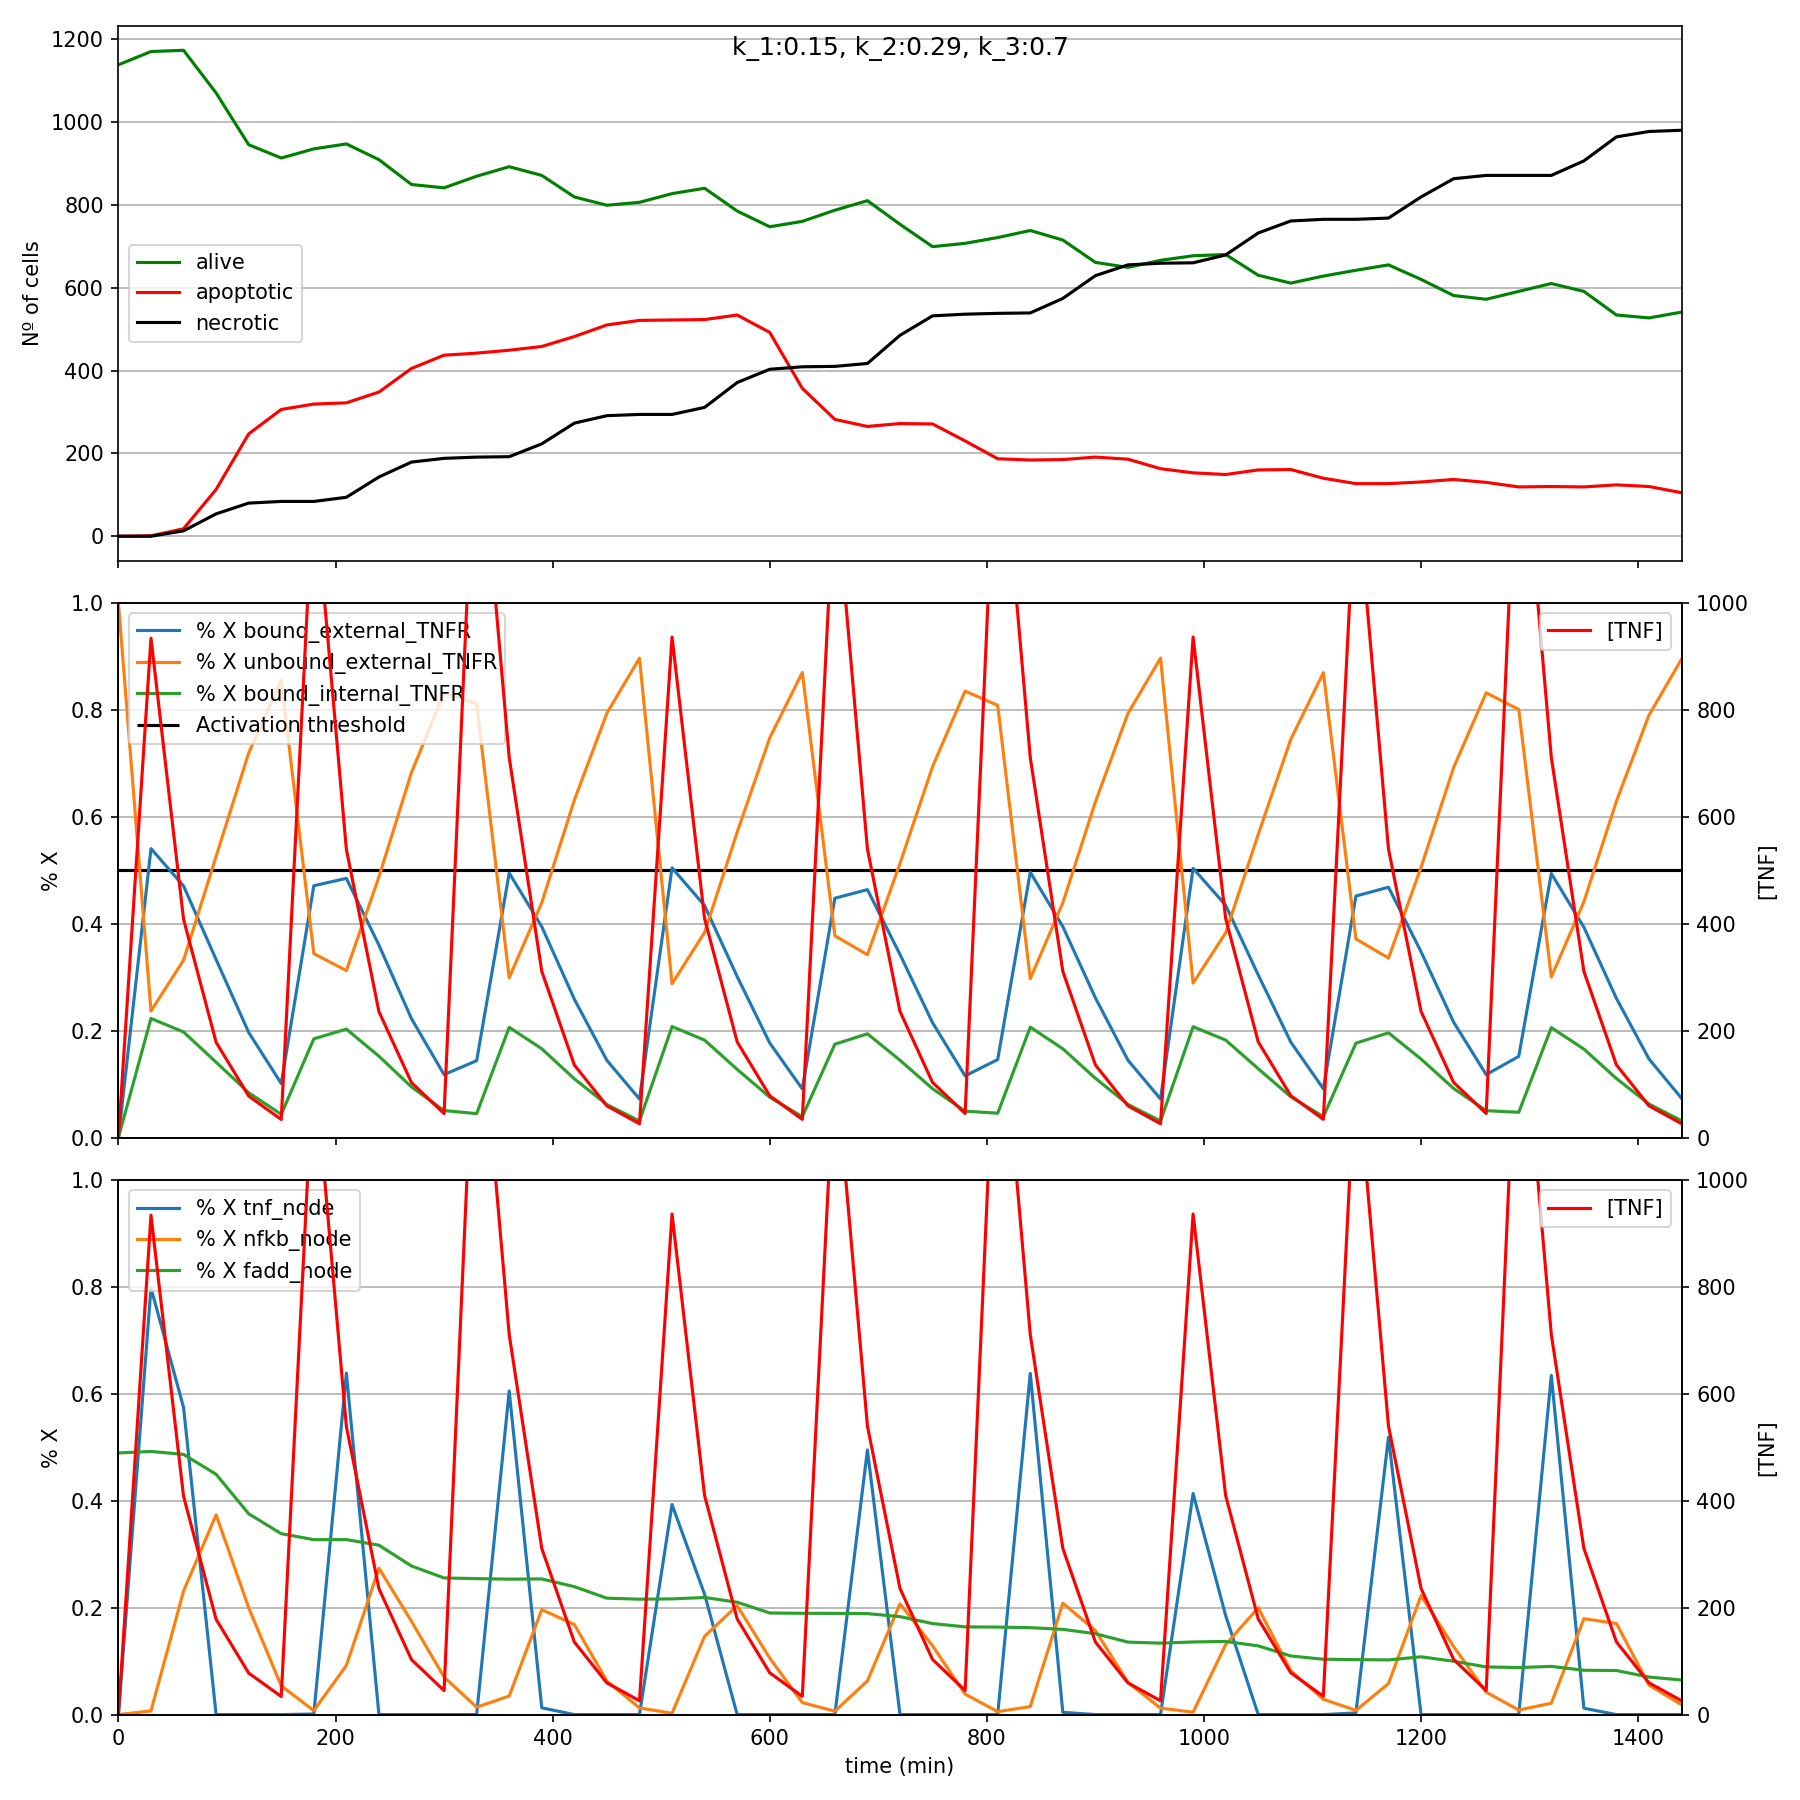 k_1:0.15, k_2:0.29, k_3:0.7
1200
1000
800
600
400
200
0
Nº of cells
alive
apoptotic
necrotic
1.0
0.8
0.6
0.4
0.2
0.0
% X
% X bound_external_TNFR
% X unbound_external_TNFR
% X bound_internal_TNFR
Activation threshold
[TNF]
1000
800
600
400
200
0
[TNF]
1.0
0.8
0.6
0.4
0.2
0.0
% X
% X tnf_node
% X nfkb_node
% X fadd_node
[TNF]
1000
800
600
400
200
0
[TNF]
0 200 400 600 800 1000 1200 1400
time (min)